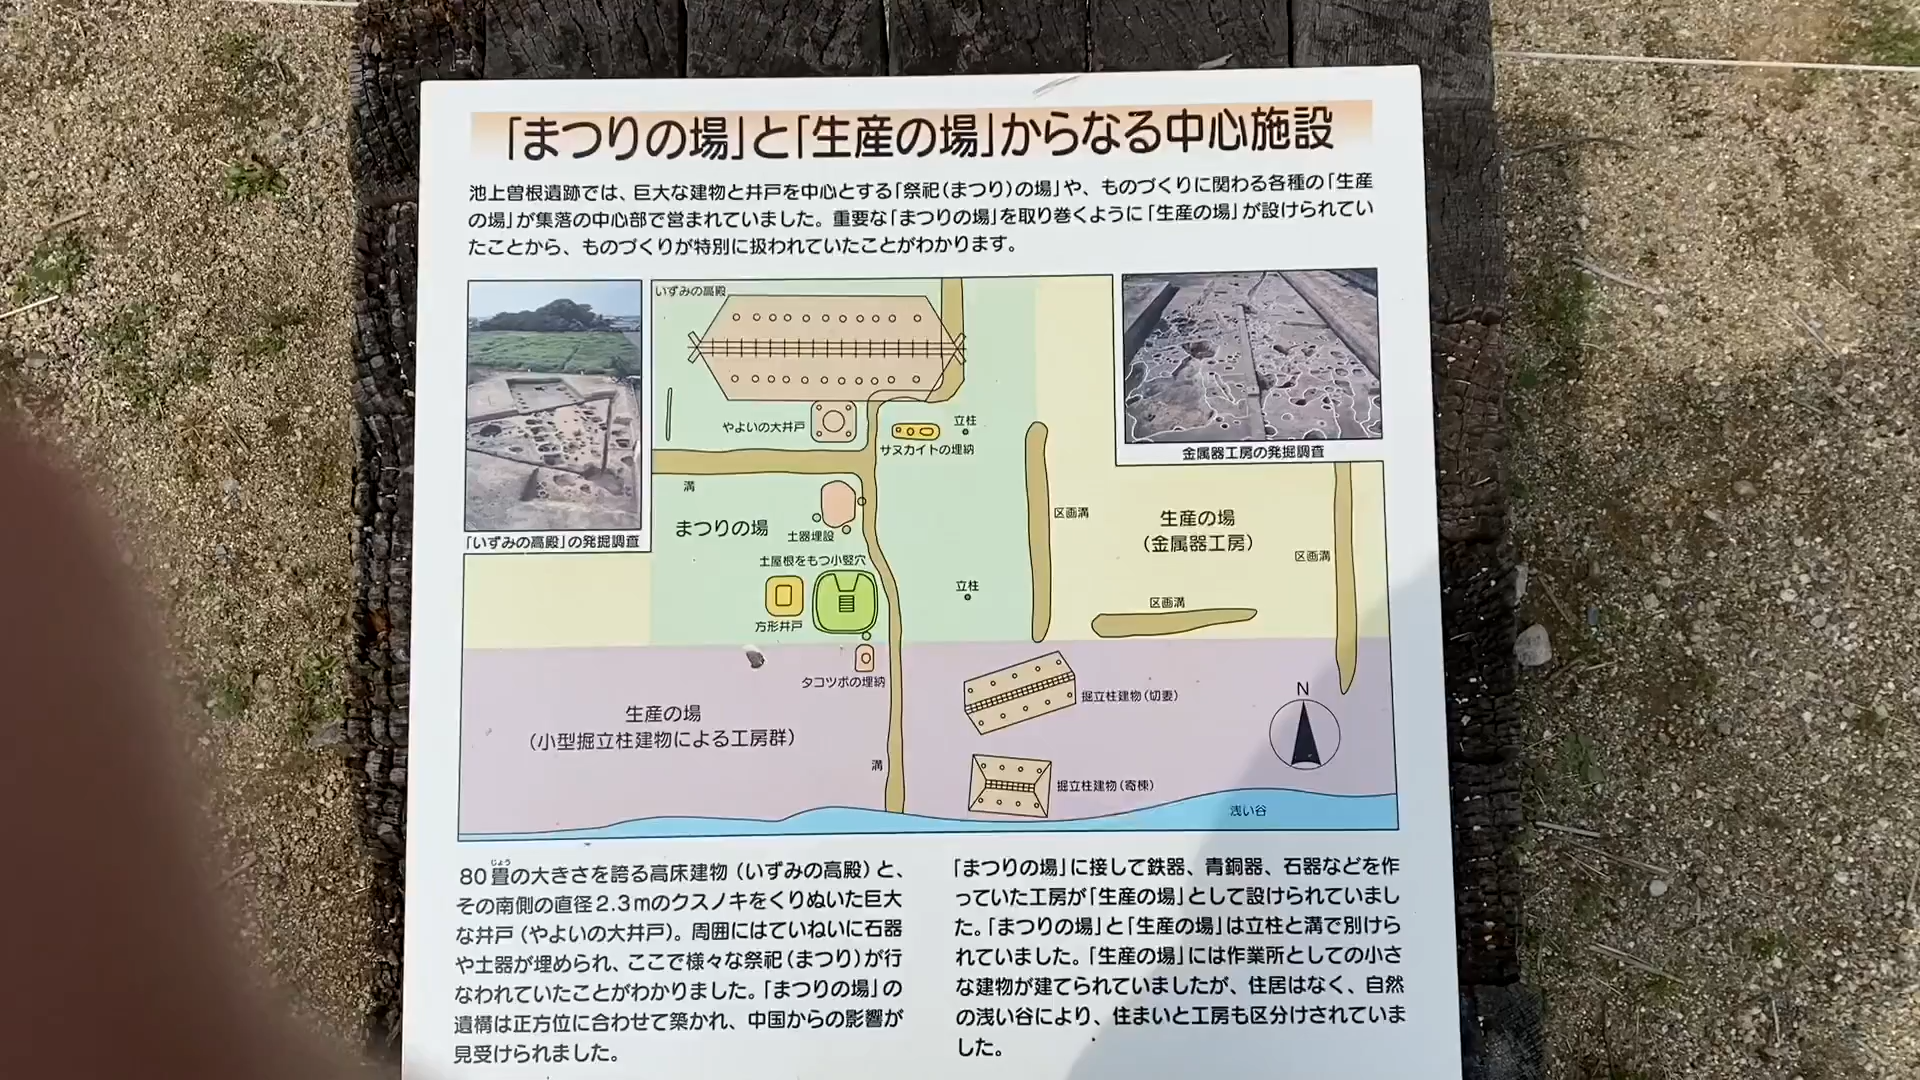 「まつりの場」と「生産の場」からなる中心施設
池上曽根遺跡では、巨大な建物と井戸を中心とする「祭祀(まつり)の場」や、ものづくりに関わる各種の「生産
の場」が集落の中心部で営まれていました。重要な「まつりの場」を取り巻くように「生産の場」が設けられてい
たことから、ものづくりが特別に扱われていたことがわかります。
いずみの高殿
やよいの大井戸
立柱
サヌカイトの埋納
金属器工房の発掘調査
溝
まつりの場
土器埋設
区画溝
生産の場
(金属器工房)
区画溝
「いずみの高殿」の発掘調査
土屋根をもつ小竪穴
立柱
区画溝
方形井戸
タコツボの埋納
掘立柱建物(切妻)
N
生産の場
(小型掘立柱建物による工房群)
溝
掘立柱建物(寄棟)
浅い谷
じょう
80畳の大きさを誇る高床建物(いずみの高殿)と、
その南側の直径2.3mのクスノキをくりぬいた巨大
な井戸(やよいの大井戸)。周囲にはていねいに石器
や土器が埋められ、ここで様々な祭祀(まつり)が行
なわれていたことがわかりました。「まつりの場」の
遺構は正方位に合わせて築かれ、中国からの影響が
見受けられました。
「まつりの場」に接して鉄器、青銅器、石器などを作
っていた工房が「生産の場」として設けられていまし
た。「まつりの場」と「生産の場」は立柱と溝で別けら
れていました。「生産の場」には作業所としての小さ
な建物が建てられていましたが、住居はなく、自然
の浅い谷により、住まいと工房も区分けされていま
した。